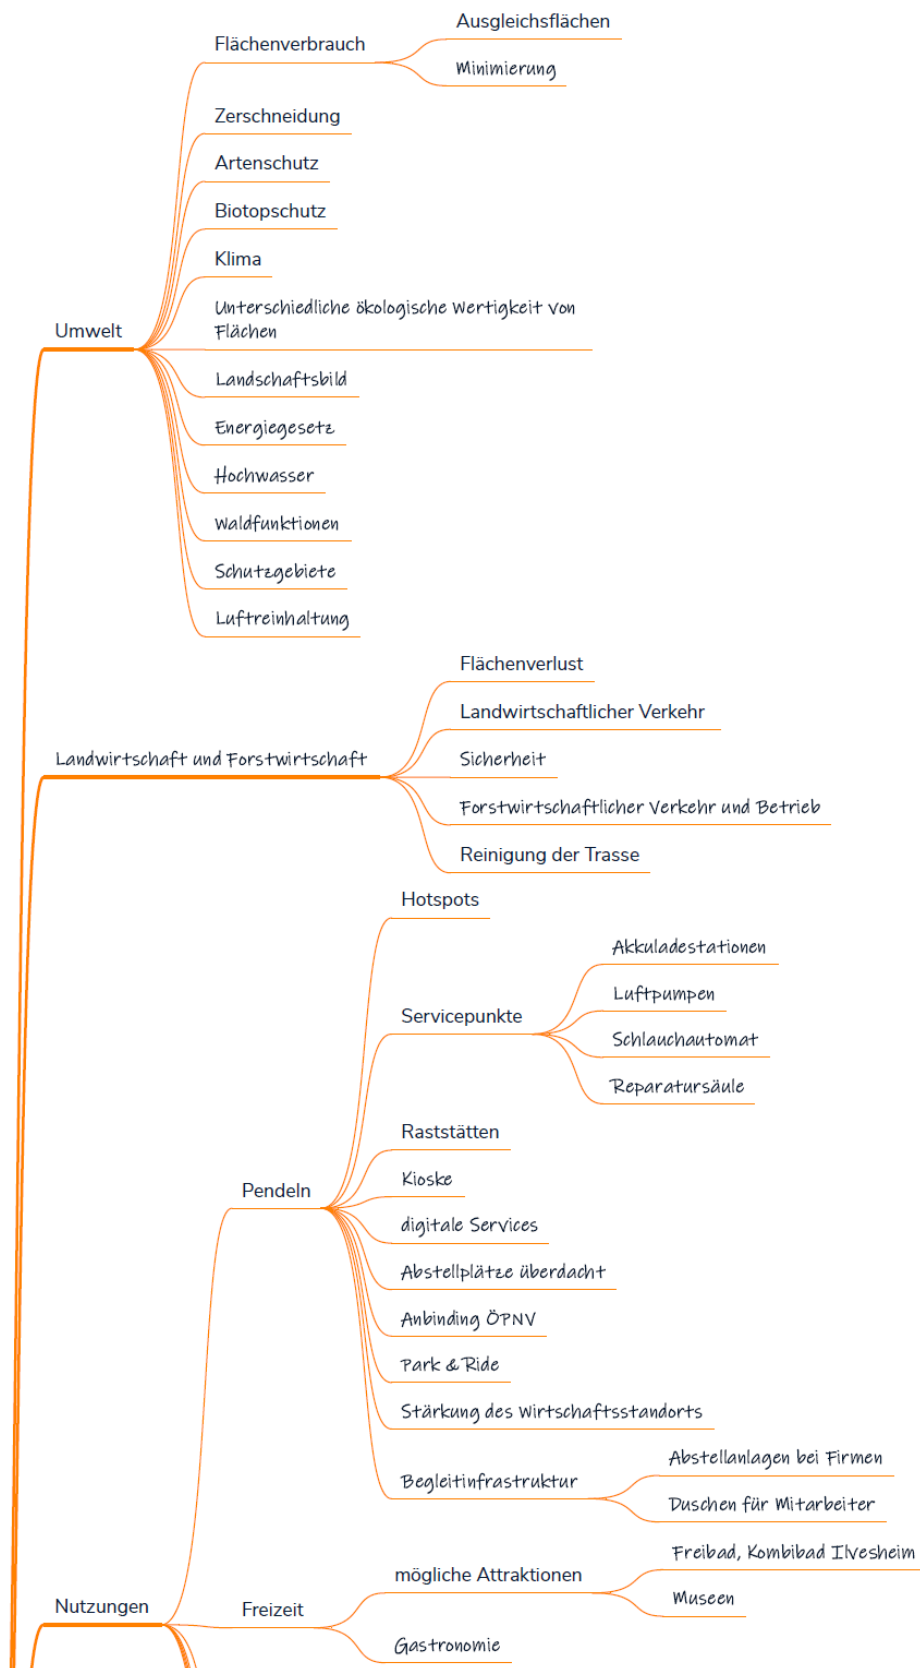 Ausgleichsflächen
Flächenverbrauch
Minimierung
Zerschneidung
Artenschutz
Biotopschutz
Klima
Unterschiedliche ökologische Wertigkeit von
Flächen
Umwelt
Landschaftsbild
Energiegesetz
Hochwasser
Waldfunktionen
Schutzgebiete
Luftreinhaltung
Flächenverlust
Landwirtschaftlicher Verkehr
Landwirtschaft und Forstwirtschaft
Sicherheit
Forstwirtschaftlicher Verkehr und Betrieb
Reinigung der Trasse
Hotspots
Akkuladestationen
Luftpumpen
Servicepunkte
Schlauchautomat
Reparatursäule
Raststätten
Kioske
Pendeln
digitale Services
Abstellplätze überdacht
Anbinding ÖPNV
Park & Ride
Stärkung des Wirtschaftsstandorts
Abstellanlagen bei Firmen
Begleitinfrastruktur
Duschen für Mitarbeiter
Freibad, Kombibad Ilvesheim
mögliche Attraktionen
Museen
Nutzungen
Freizeit
Gastronomie